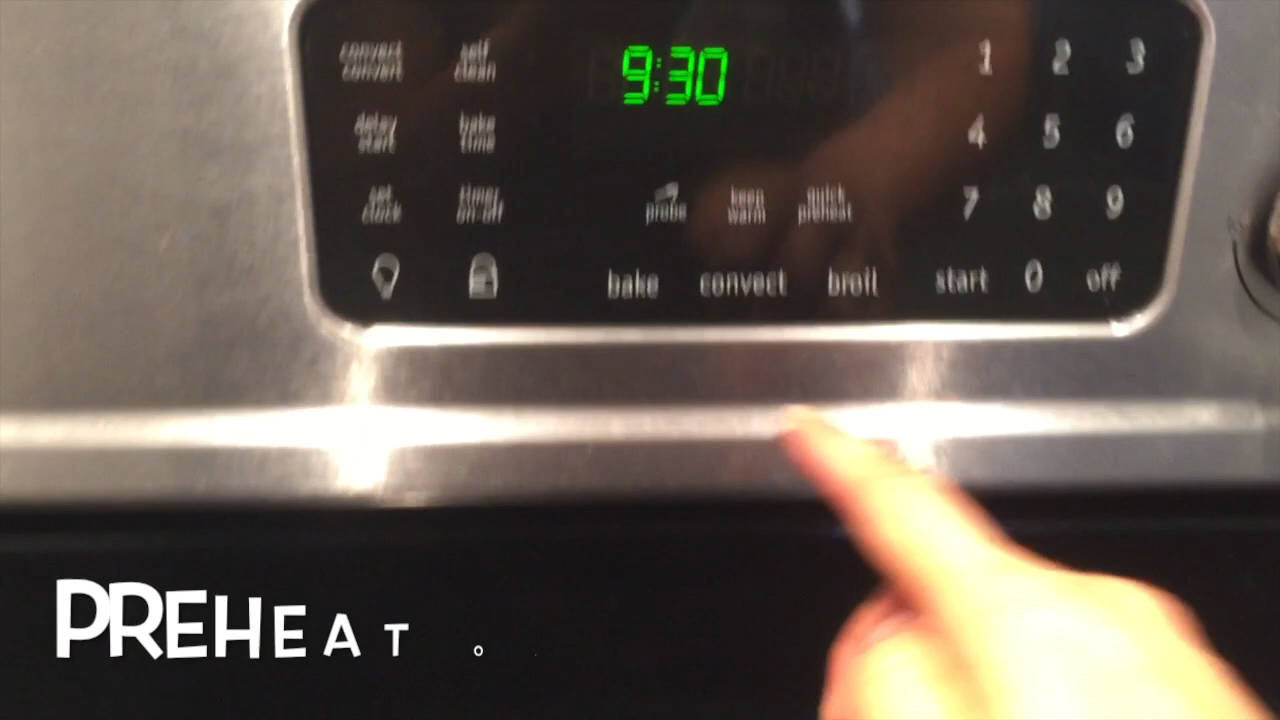 convect
convert
self
clean
9:30
1 2 3
delay
start
bake
time
4 5 6
set
clock
timer
on-off
probe
keep
warm
quick
preheat
7 8 9
bake convect broil start 0 off
PREHEAT o